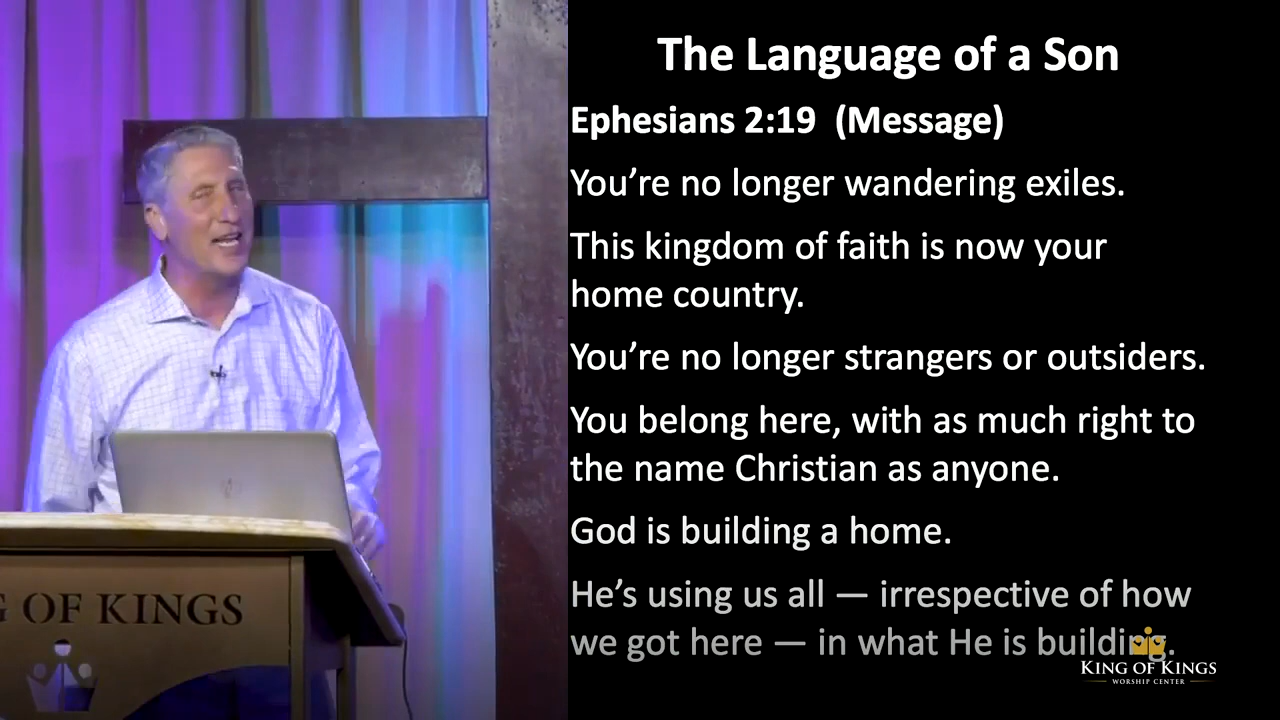 The Language of a Son
Ephesians 2:19 (Message)
You’re no longer wandering exiles.
This kingdom of faith is now your
home country.
You’re no longer strangers or outsiders.
You belong here, with as much right to
the name Christian as anyone.
God is building a home.
He’s using us all — irrespective of how
we got here — in what He is building.
KING OF KINGS
WORSHIP CENTER
G OF KINGS